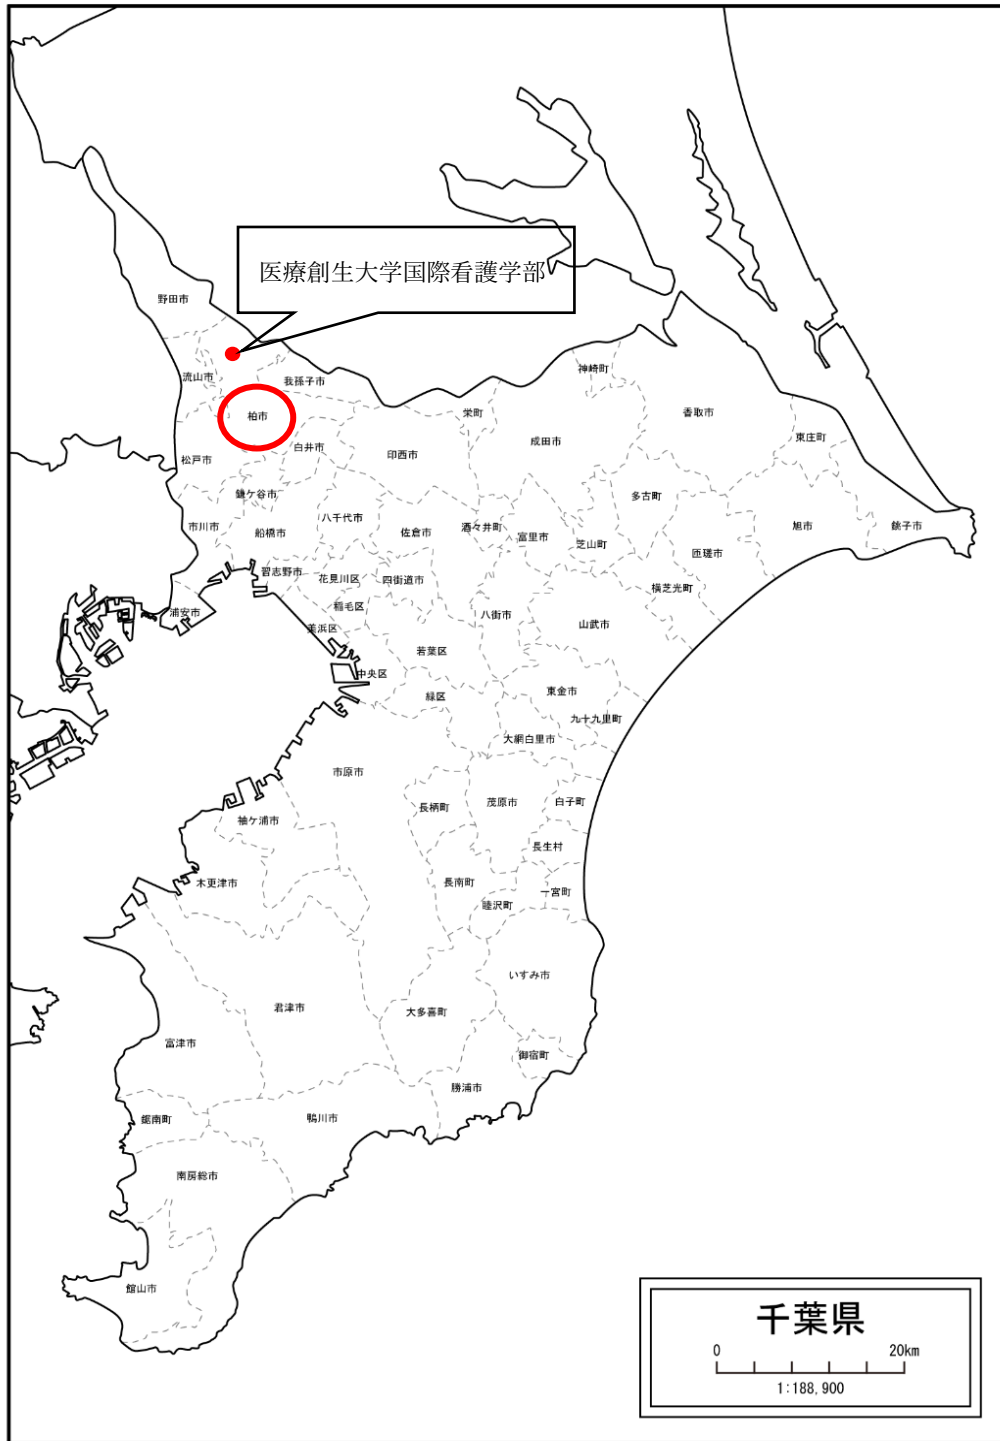 医療創生大学国際看護学部
野田市
流山市
我孫子市
柏市
神崎町
栄町
香取市
成田市
東庄町
白井市
印西市
松戸市
鎌ケ谷市
多古町
市川市
船橋市
八千代市
佐倉市
酒々井町
富里市
芝山町
匝瑳市
旭市
銚子市
習志野市
花見川区
四街道市
横芝光町
浦安市
稲毛区
美浜区
八街市
山武市
若葉区
中央区
緑区
東金市
九十九里町
大網白里市
市原市
長柄町
茂原市
白子町
袖ケ浦市
長生村
木更津市
長南町
睦沢町
一宮町
いすみ市
君津市
大多喜町
富津市
御宿町
勝浦市
鋸南町
鴨川市
南房総市
館山市
千葉県
0 20km
1:188,900